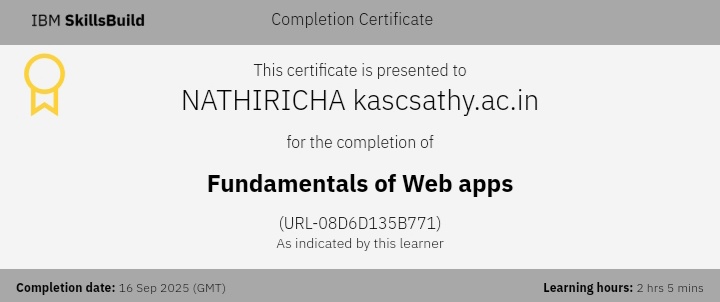 IBM SkillsBuild Completion Certificate
This certificate is presented to
NATHIRICHA kascsathy.ac.in
for the completion of
Fundamentals of Web apps
(URL-08D6D135B771)
As indicated by this learner
Completion date: 16 Sep 2025 (GMT) Learning hours: 2 hrs 5 mins